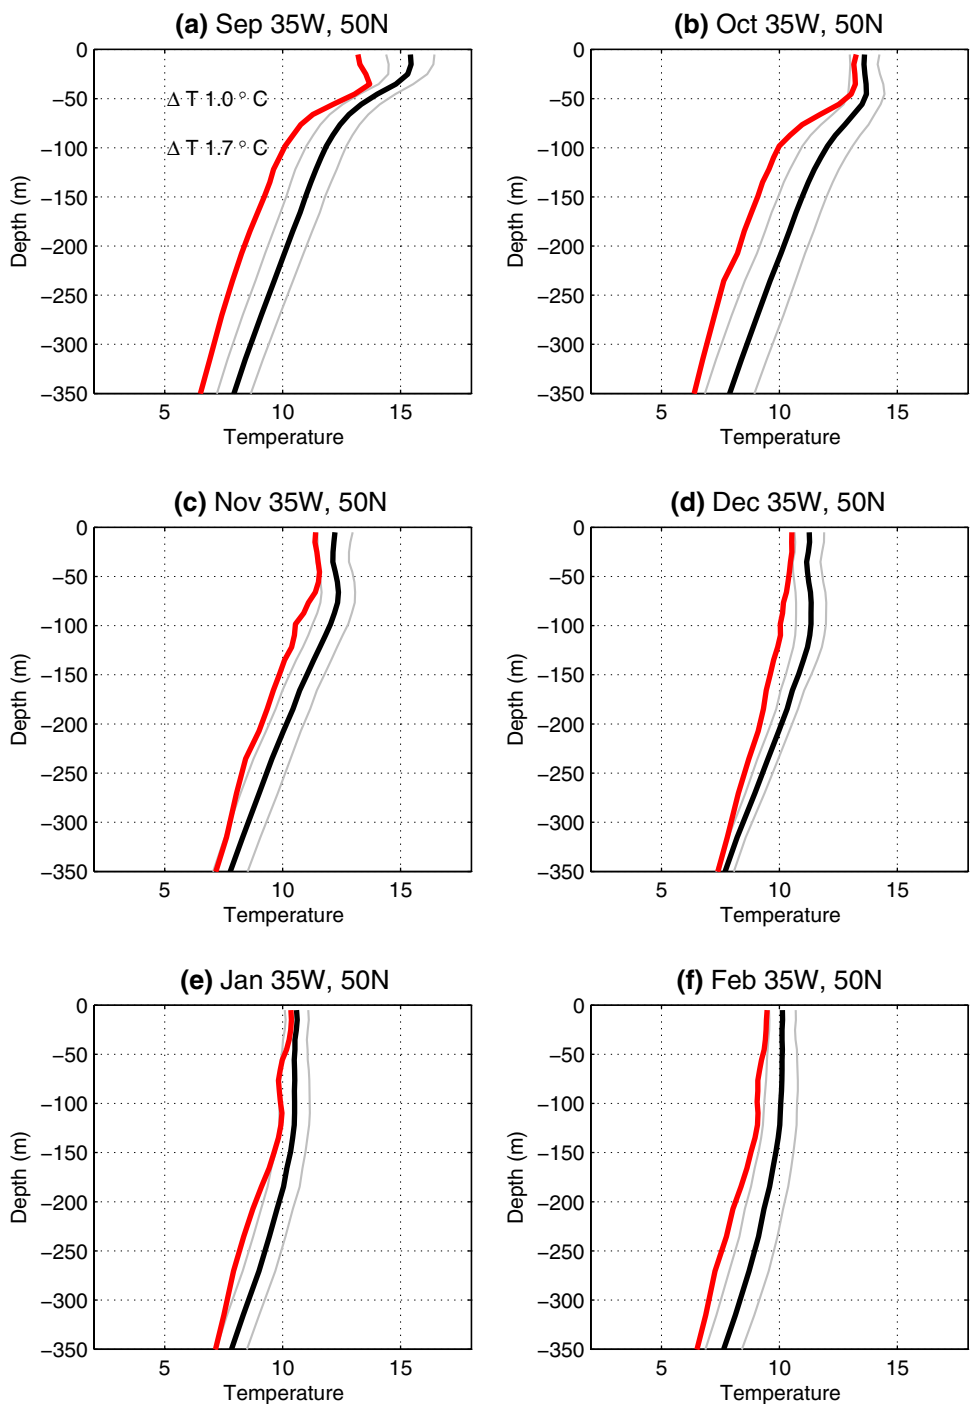 (a) Sep 35W, 50N
0
−50
−100
−150
−200
−250
−300
−350
Depth (m)
Δ T 1.0 ° C
Δ T 1.7 ° C
5 10 15
Temperature
(b) Oct 35W, 50N
0
−50
−100
−150
−200
−250
−300
−350
Depth (m)
5 10 15
Temperature
(c) Nov 35W, 50N
0
−50
−100
−150
−200
−250
−300
−350
Depth (m)
5 10 15
Temperature
(d) Dec 35W, 50N
0
−50
−100
−150
−200
−250
−300
−350
Depth (m)
5 10 15
Temperature
(e) Jan 35W, 50N
0
−50
−100
−150
−200
−250
−300
−350
Depth (m)
5 10 15
Temperature
(f) Feb 35W, 50N
0
−50
−100
−150
−200
−250
−300
−350
Depth (m)
5 10 15
Temperature